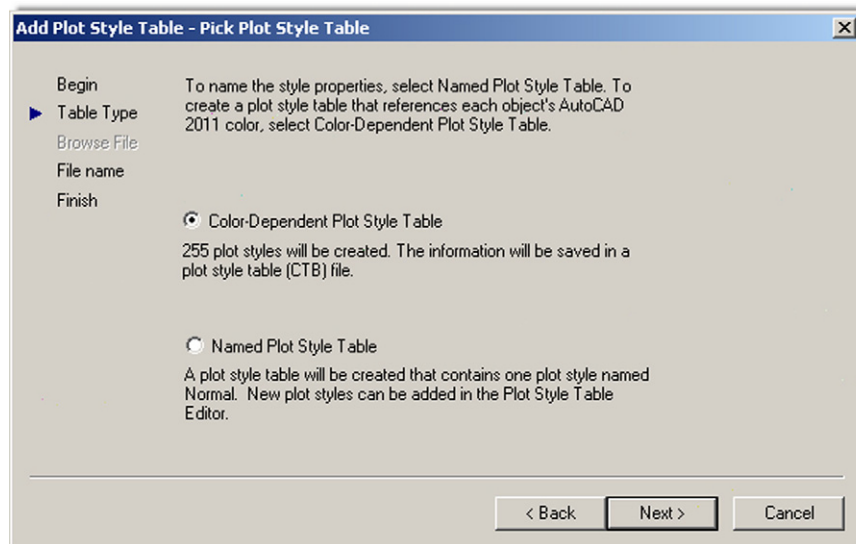 Add Plot Style Table - Pick Plot Style Table
Begin
Table Type
Browse File
File name
Finish
To name the style properties, select Named Plot Style Table. To
create a plot style table that references each object's AutoCAD
2011 color, select Color-Dependent Plot Style Table.
Color-Dependent Plot Style Table
255 plot styles will be created. The information will be saved in a
plot style table (CTB) file.
Named Plot Style Table
A plot style table will be created that contains one plot style named
Normal. New plot styles can be added in the Plot Style Table
Editor.
< Back
Next >
Cancel